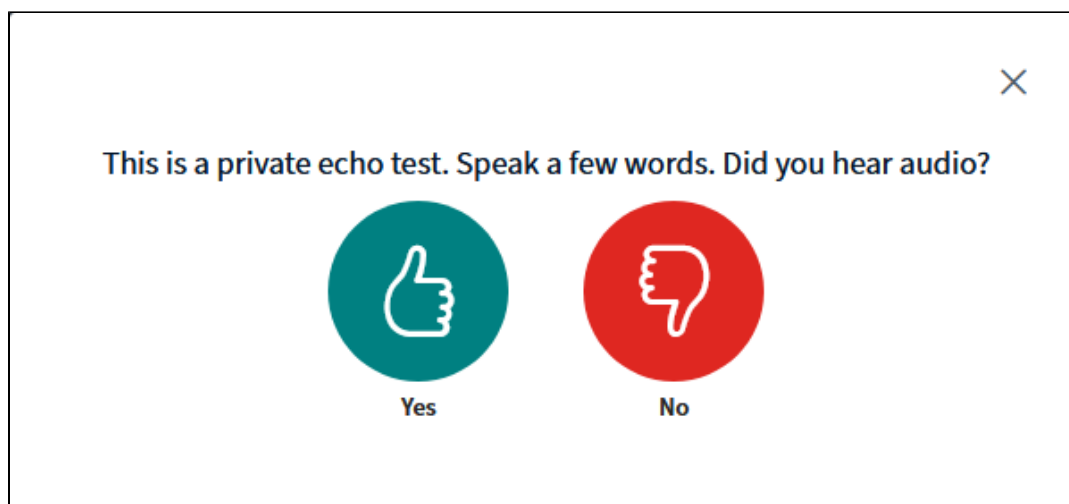 This is a private echo test. Speak a few words. Did you hear audio?
Yes
No